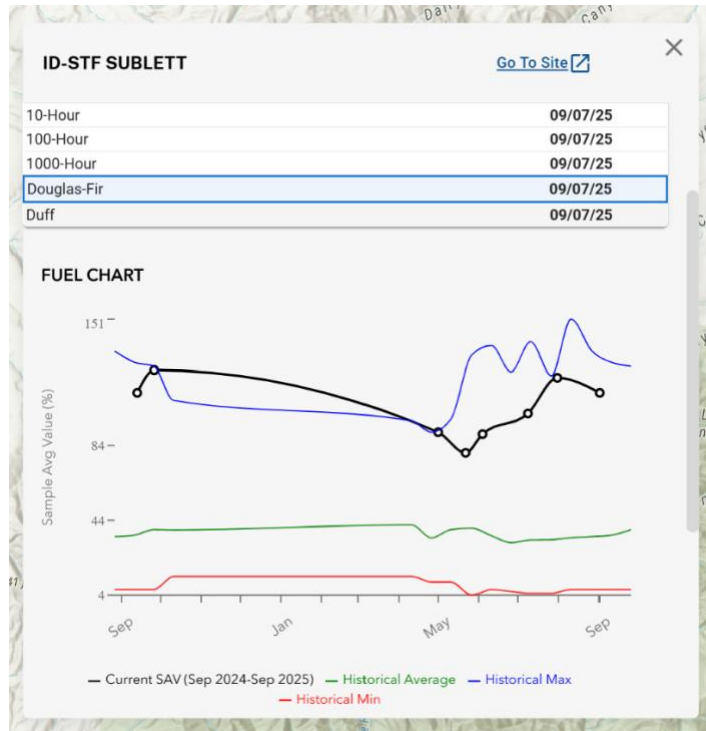 Dairy
Cany
ID-STF SUBLETT
Go To Site
10-Hour 09/07/25
100-Hour 09/07/25
1000-Hour 09/07/25
Douglas-Fir 09/07/25
Duff 09/07/25
FUEL CHART
151
84
44
4
Sample Avg Value (%)
Sep Jan May Sep
Current SAV (Sep 2024-Sep 2025) Historical Average Historical Max
Historical Min